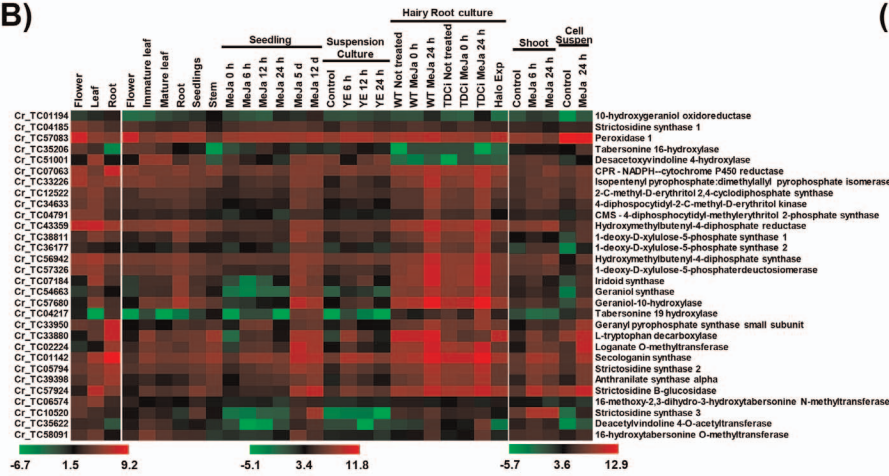 B)
(
Hairy Root culture
Seedling
Suspension Culture
Shoot
Cell Suspen
Flower
Leaf
Root
Flower
Immature leaf
Mature leaf
Root
Seedlings
Stem
MeJa 0 h
MeJa 6 h
MeJa 12 h
MeJa 24 h
MeJA 5 d
MeJa 12 d
Control
YE 6 h
YE 12 h
YE 24 h
WT Not treated
WT MeJa 0 h
WT MeJa 24 h
TDCi Not treated
TDCi MeJa 0 h
TDCi MeJa 24 h
Halo Exp
Control
MeJa 6 h
MeJa 24 h
Control
MeJa 24 h
Cr_TC01194 10-hydroxygeraniol oxidoreductase
Cr_TC04185 Strictosidine synthase 1
Cr_TC57083 Peroxidase 1
Cr_TC35206 Tabersonine 16-hydroxylase
Cr_TC51001 Desacetoxyvindoline 4-hydroxylase
Cr_TC07063 CPR - NADPH--cytochrome P450 reductase
Cr_TC33226 Isopentenyl pyrophosphate:dimethylallyl pyrophosphate isomerase
Cr_TC12522 2-C-methyl-D-erythritol 2,4-cyclodiphosphate synthase
Cr_TC34633 4-diphospocytidyl-2-C-methyl-D-erythritol kinase
Cr_TC04791 CMS - 4-diphosphocytidyl-methylerythritol 2-phosphate synthase
Cr_TC43359 Hydroxymethylbutenyl-4-diphosphate reductase
Cr_TC38811 1-deoxy-D-xylulose-5-phosphate synthase 1
Cr_TC36177 1-deoxy-D-xylulose-5-phosphate synthase 2
Cr_TC56942 Hydroxymethylbutenyl-4-diphosphate synthase
Cr_TC57326 1-deoxy-D-xylulose-5-phosphaterdeuctosiomerase
Cr_TC07184 Iridoid synthase
Cr_TC54663 Geraniol synthase
Cr_TC57680 Geraniol-10-hydroxylase
Cr_TC04217 Tabersonine 19 hydroxylase
Cr_TC33950 Geranyl pyrophosphate synthase small subunit
Cr_TC33880 L-tryptophan decarboxylase
Cr_TC02224 Loganate O-methyltransferase
Cr_TC01142 Secologanin synthase
Cr_TC05794 Strictosidine synthase 2
Cr_TC39398 Anthranilate synthase alpha
Cr_TC57924 Strictosidine B-glucosidase
Cr_TC06574 16-methoxy-2,3-dihydro-3-hydroxytabersonine N-methyltransferase
Cr_TC10520 Strictosidine synthase 3
Cr_TC35622 Deacetylvindoline 4-O-acetyltransferase
Cr_TC58091 16-hydroxytabersonine O-methyltransferase
-6.7 1.5 9.2 -5.1 3.4 11.8 -5.7 3.6 12.9